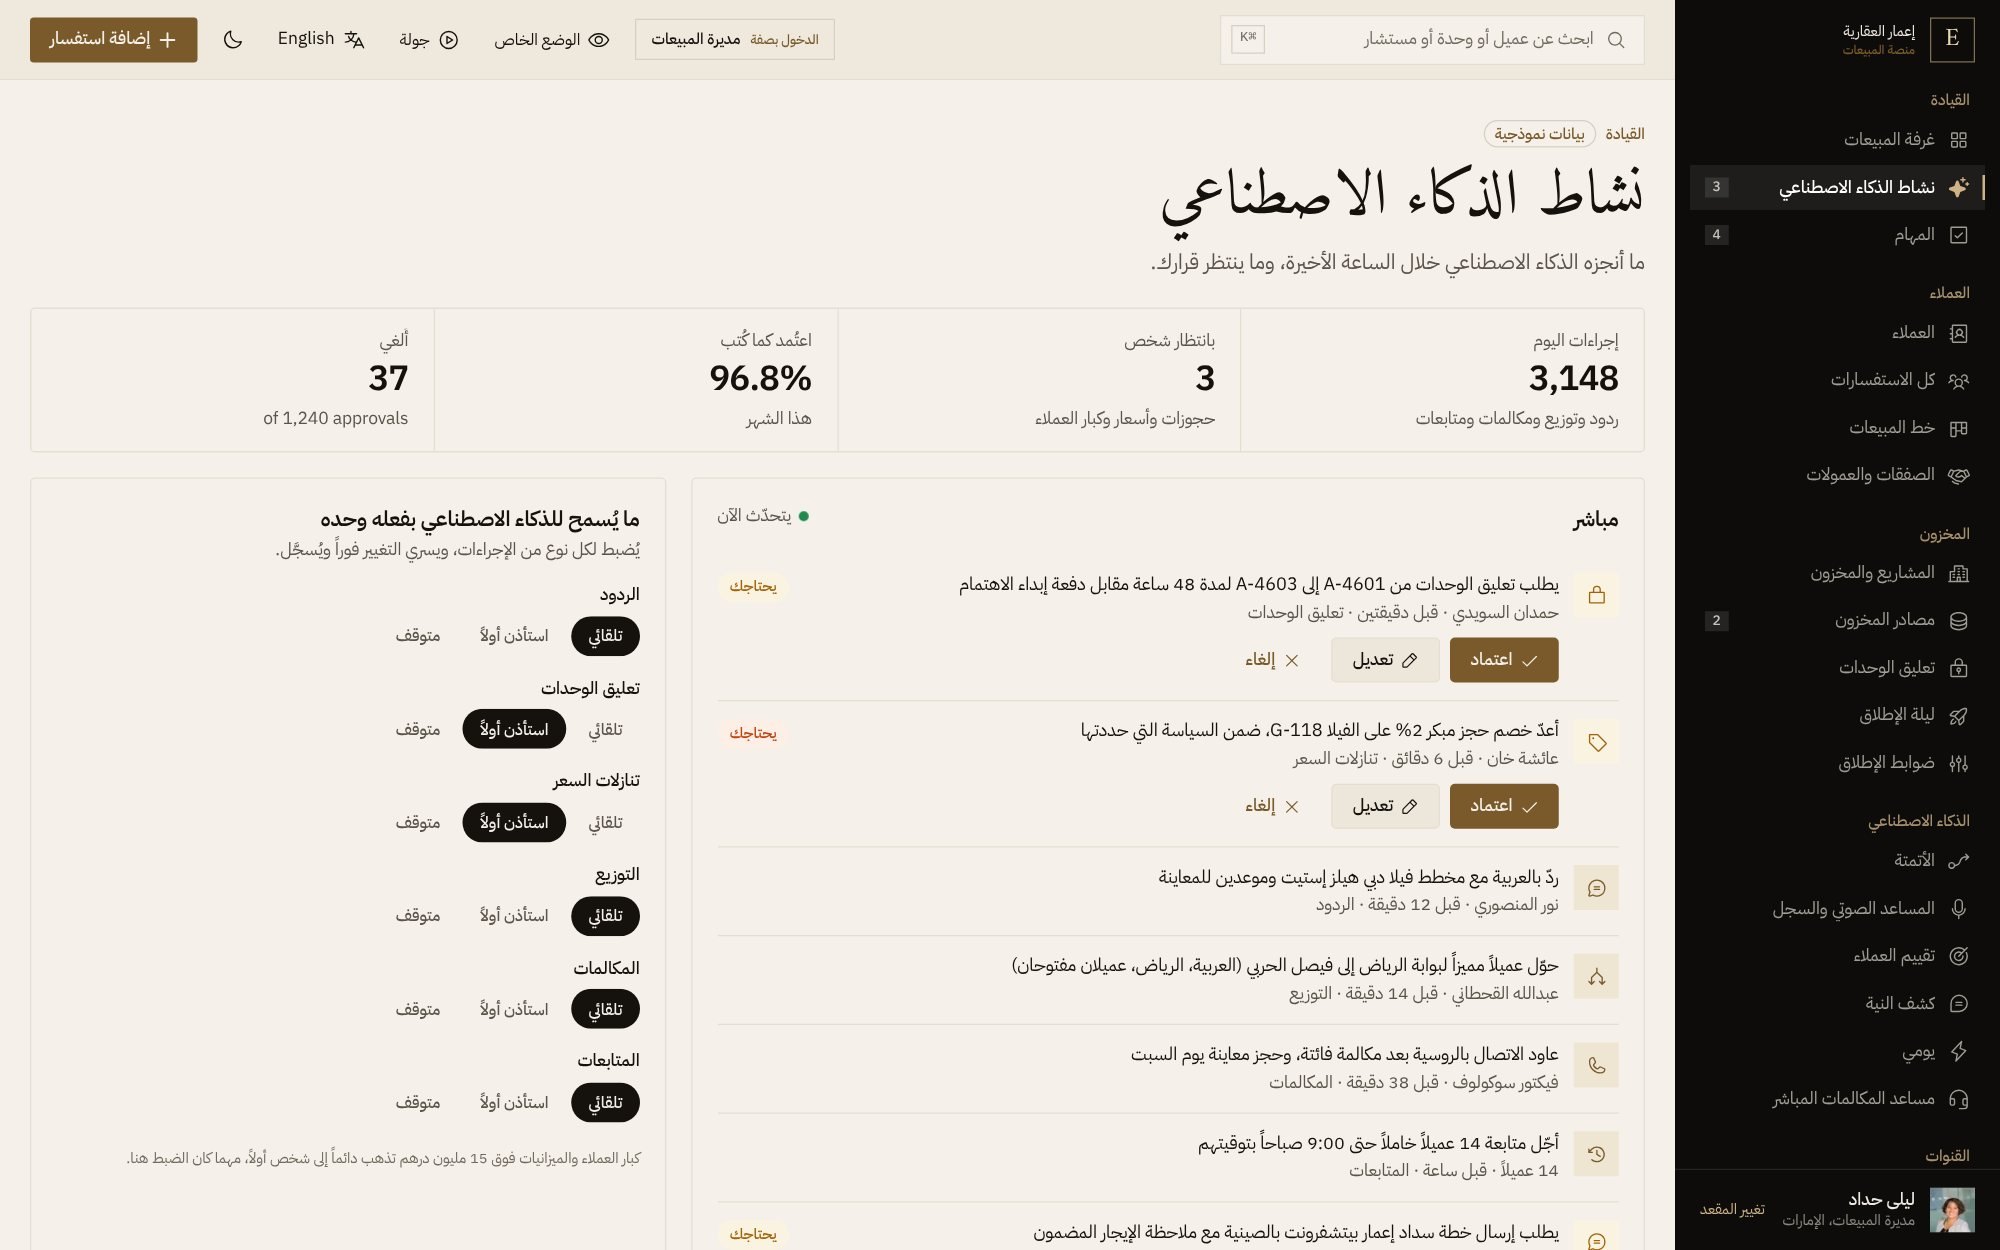 E
إعمار العقارية
منصة المبيعات
القيادة
غرفة المبيعات
نشاط الذكاء الاصطناعي 3
المهام 4
العملاء
العملاء
كل الاستفسارات
خط المبيعات
الصفقات والعمولات
المخزون
المشاريع والمخزون
مصادر المخزون 2
تعليق الوحدات
ليلة الإطلاق
ضوابط الإطلاق
الذكاء الاصطناعي
الأتمتة
المساعد الصوتي والسجل
تقييم العملاء
كشف النية
يومي
مساعد المكالمات المباشر
القنوات
ليلى حداد
مديرة المبيعات، الإمارات
تغيير المقعد
ابحث عن عميل أو وحدة أو مستشار
⌘K
الدخول بصفة مديرة المبيعات
الوضع الخاص
جولة
English
إضافة استفسار
القيادة بيانات نموذجية
نشاط الذكاء الاصطناعي
ما أنجزه الذكاء الاصطناعي خلال الساعة الأخيرة، وما ينتظر قرارك.
إجراءات اليوم
3,148
ردود وتوزيع ومكالمات ومتابعات
بانتظار شخص
3
حجوزات وأسعار وكبار العملاء
اعتُمد كما كُتب
96.8%
هذا الشهر
ألغي
37
of 1,240 approvals
مباشر
يتحدّث الآن
يطلب تعليق الوحدات من A-4601 إلى A-4603 لمدة 48 ساعة مقابل دفعة إبداء الاهتمام
يحتاجك
حمدان السويدي · قبل دقيقتين · تعليق الوحدات
اعتماد تعديل إلغاء
أعدّ خصم حجز مبكر 2% على الفيلا G-118، ضمن السياسة التي حددتها
يحتاجك
عائشة خان · قبل 6 دقائق · تنازلات السعر
اعتماد تعديل إلغاء
ردّ بالعربية مع مخطط فيلا دبي هيلز إستيت وموعدين للمعاينة
نور المنصوري · قبل 12 دقيقة · الردود
حوّل عميلاً مميزاً لبوابة الرياض إلى فيصل الحربي (العربية، الرياض، عميلان مفتوحان)
عبدالله القحطاني · قبل 14 دقيقة · التوزيع
عاود الاتصال بالروسية بعد مكالمة فائتة، وحجز معاينة يوم السبت
فيكتور سوكولوف · قبل 38 دقيقة · المكالمات
أجّل متابعة 14 عميلاً خاملاً حتى 9:00 صباحاً بتوقيتهم
14 عميلاً · قبل ساعة · المتابعات
يطلب إرسال خطة سداد إعمار بيتشفرونت بالصينية مع ملاحظة الإيجار المضمون
يحتاجك
ما يُسمح للذكاء الاصطناعي بفعله وحده
يُضبط لكل نوع من الإجراءات، ويسري التغيير فوراً ويُسجَّل.
الردود
تلقائي استأذن أولاً متوقف
تعليق الوحدات
تلقائي استأذن أولاً متوقف
تنازلات السعر
تلقائي استأذن أولاً متوقف
التوزيع
تلقائي استأذن أولاً متوقف
المكالمات
تلقائي استأذن أولاً متوقف
المتابعات
تلقائي استأذن أولاً متوقف
كبار العملاء والميزانيات فوق 15 مليون درهم تذهب دائماً إلى شخص أولاً، مهما كان الضبط هنا.